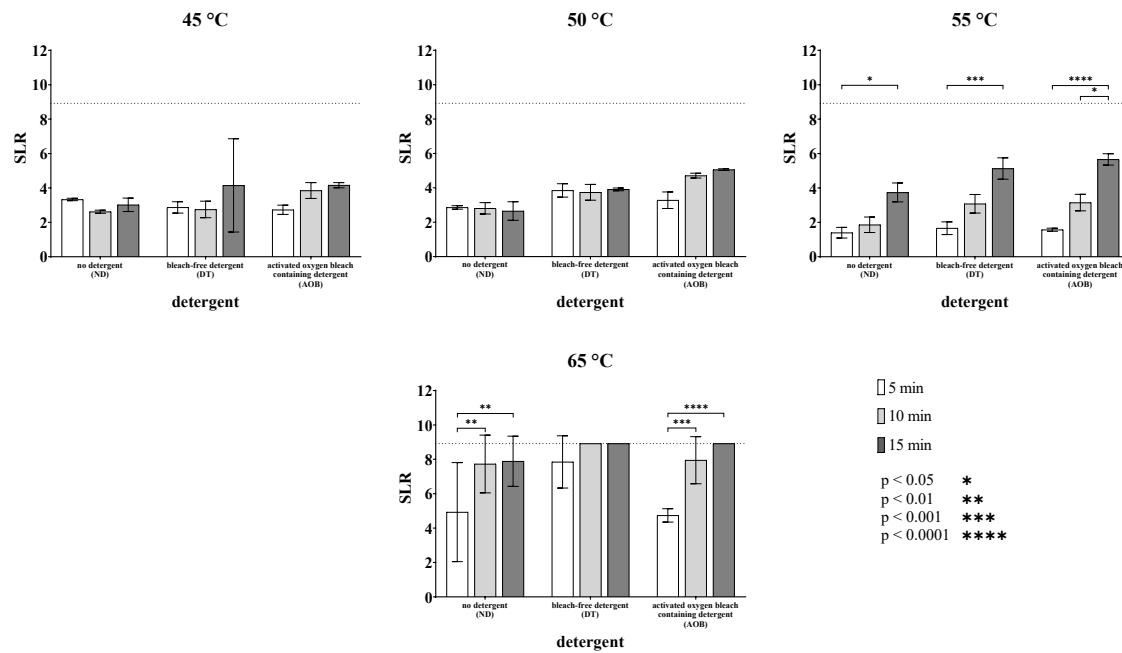 45 °C
12
10
8
6
4
2
0
SLR
no detergent
(ND)
bleach-free detergent
(DT)
activated oxygen bleach
containing detergent
(AOB)
detergent
50 °C
12
10
8
6
4
2
0
SLR
no detergent
(ND)
bleach-free detergent
(DT)
activated oxygen bleach
containing detergent
(AOB)
detergent
55 °C
12
10
8
6
4
2
0
SLR
*
***
****
*
no detergent
(ND)
bleach-free detergent
(DT)
activated oxygen bleach
containing detergent
(AOB)
detergent
65 °C
12
10
8
6
4
2
0
SLR
**
**
****
***
no detergent
(ND)
bleach-free detergent
(DT)
activated oxygen bleach
containing detergent
(AOB)
detergent
5 min
10 min
15 min
p < 0.05 *
p < 0.01 **
p < 0.001 ***
p < 0.0001 ****